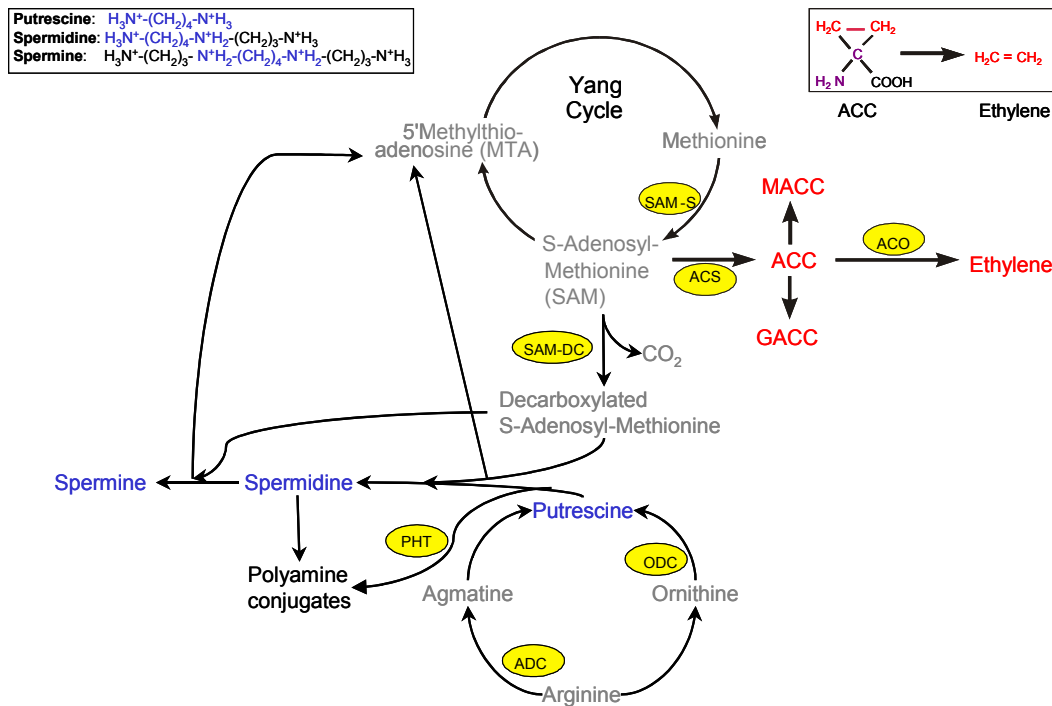 Putrescine: H₃N⁺-(CH₂)₄-N⁺H₃
Spermidine: H₃N⁺-(CH₂)₄-N⁺H₂-(CH₂)₃-N⁺H₃
Spermine: H₃N⁺-(CH₂)₃- N⁺H₂-(CH₂)₄-N⁺H₂-(CH₂)₃-N⁺H₃
H₂C — CH₂
C
H₂ N
COOH
H₂C = CH₂
ACC
Ethylene
Yang
Cycle
5'Methylthio-
adenosine (MTA)
Methionine
SAM -S
MACC
S-Adenosyl-
Methionine
(SAM)
ACS
ACC
ACO
Ethylene
GACC
SAM-DC
CO₂
Decarboxylated
S-Adenosyl-Methionine
Spermine
Spermidine
Putrescine
PHT
ODC
Polyamine
conjugates
Agmatine
Ornithine
ADC
Arginine